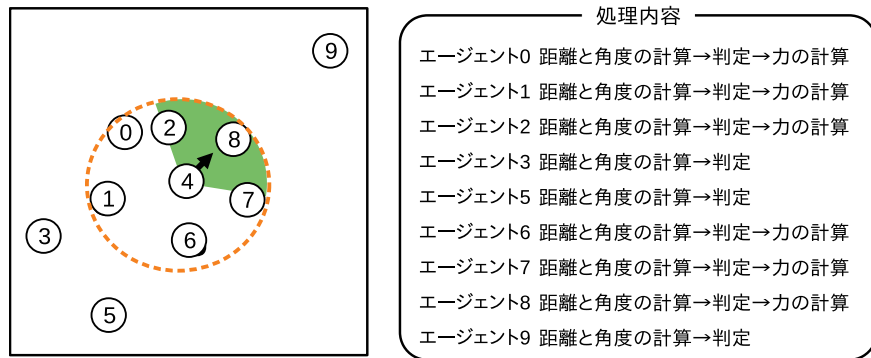 9
0
2
8
4
1
7
6
3
5
処理内容
エージェント0 距離と角度の計算→判定→力の計算
エージェント1 距離と角度の計算→判定→力の計算
エージェント2 距離と角度の計算→判定→力の計算
エージェント3 距離と角度の計算→判定
エージェント5 距離と角度の計算→判定
エージェント6 距離と角度の計算→判定→力の計算
エージェント7 距離と角度の計算→判定→力の計算
エージェント8 距離と角度の計算→判定→力の計算
エージェント9 距離と角度の計算→判定